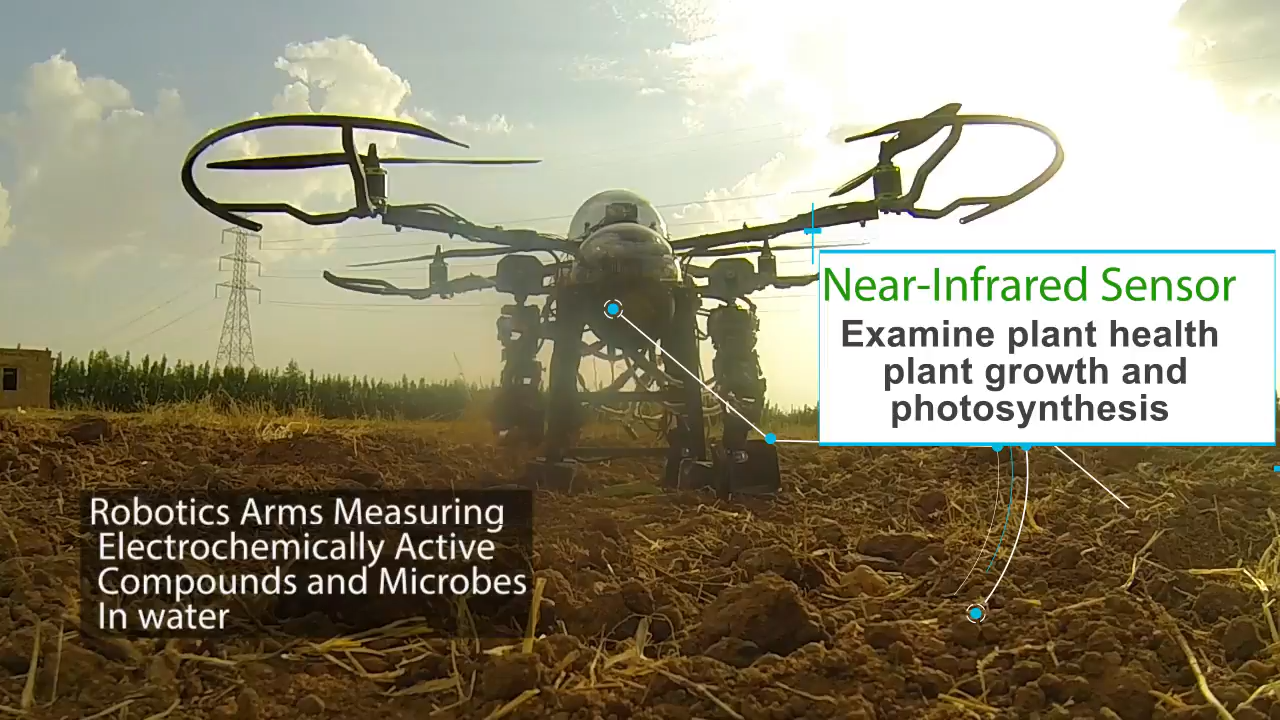 Near-Infrared Sensor
Examine plant health
plant growth and
photosynthesis
Robotics Arms Measuring
Electrochemically Active
Compounds and Microbes
In water